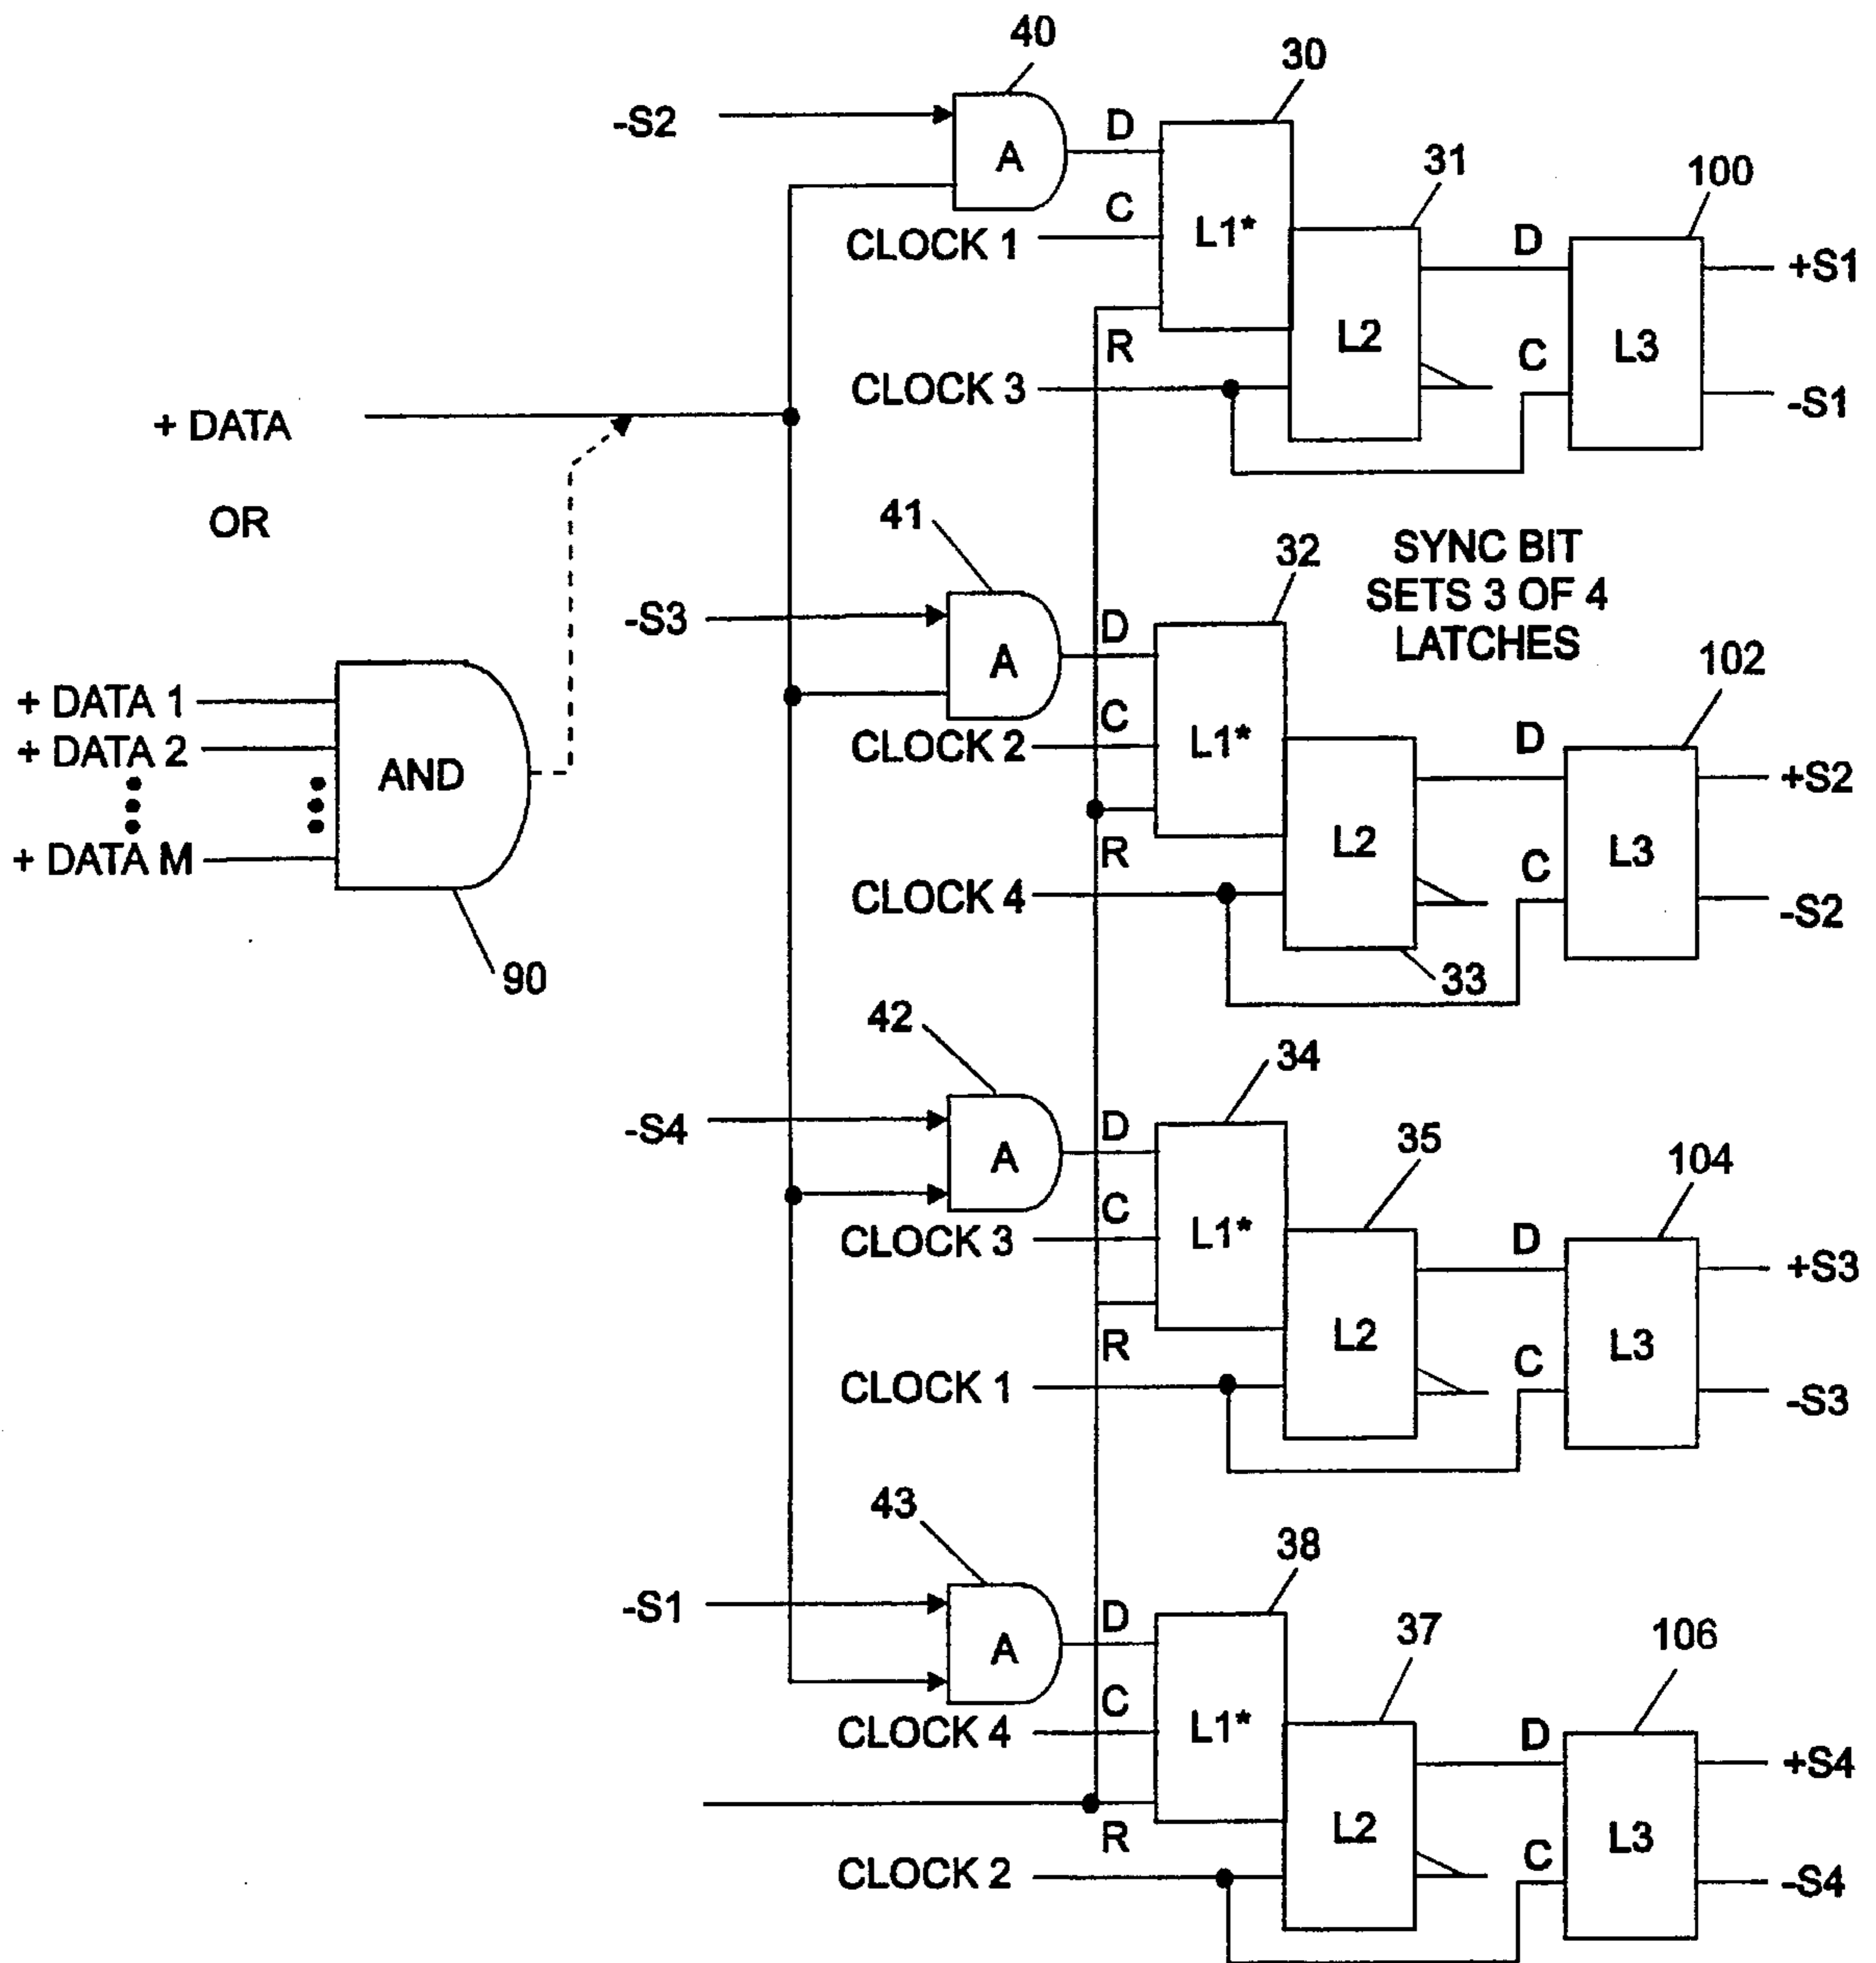 40
30
-S2
A
D
31
100
C
CLOCK 1
L1*
D
+S1
R
L2
C
L3
CLOCK 3
-S1
+ DATA
OR
41
32
SYNC BIT
SETS 3 OF 4
LATCHES
-S3
A
D
102
+ DATA 1
+ DATA 2
+ DATA M
AND
90
C
CLOCK 2
L1*
D
+S2
R
L2
C
L3
CLOCK 4
-S2
33
42
34
-S4
A
D
35
104
C
CLOCK 3
L1*
D
+S3
R
L2
C
L3
CLOCK 1
-S3
43
38
-S1
A
D
37
106
C
CLOCK 4
L1*
D
+S4
R
L2
C
L3
CLOCK 2
-S4